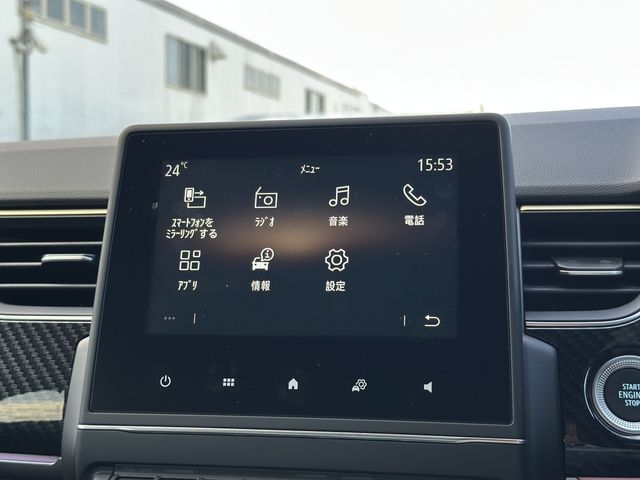 24℃
ﾒﾆｭｰ
15:53
ｽﾏｰﾄﾌｫﾝを
ﾐﾗｰﾘﾝｸﾞする
ﾗｼﾞｵ
音楽
電話
ｱﾌﾟﾘ
情報
設定
START
ENGINE
STOP